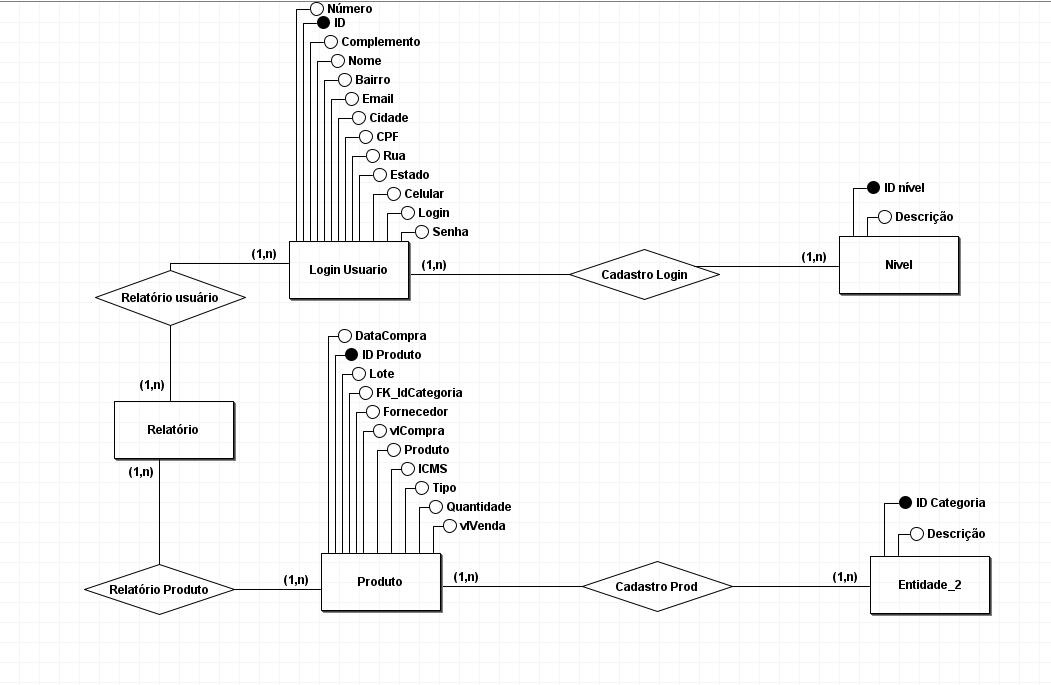 Número
ID
Complemento
Nome
Bairro
Email
Cidade
CPF
Rua
Estado
Celular
Login
Senha
ID nível
Descrição
(1,n)
Login Usuario
(1,n)
Cadastro Login
(1,n)
Nivel
Relatório usuário
(1,n)
Relatório
(1,n)
DataCompra
ID Produto
Lote
FK_IdCategoria
Fornecedor
vlCompra
Produto
ICMS
Tipo
Quantidade
vlVenda
ID Categoria
Descrição
Relatório Produto
(1,n)
Produto
(1,n)
Cadastro Prod
(1,n)
Entidade_2